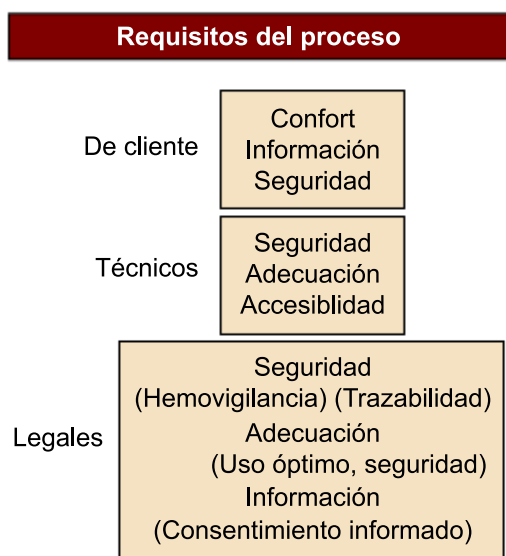 Requisitos del proceso
De cliente
Confort
Información
Seguridad
Técnicos
Seguridad
Adecuación
Accesiblidad
Legales
Seguridad
(Hemovigilancia) (Trazabilidad)
Adecuación
(Uso óptimo, seguridad)
Información
(Consentimiento informado)